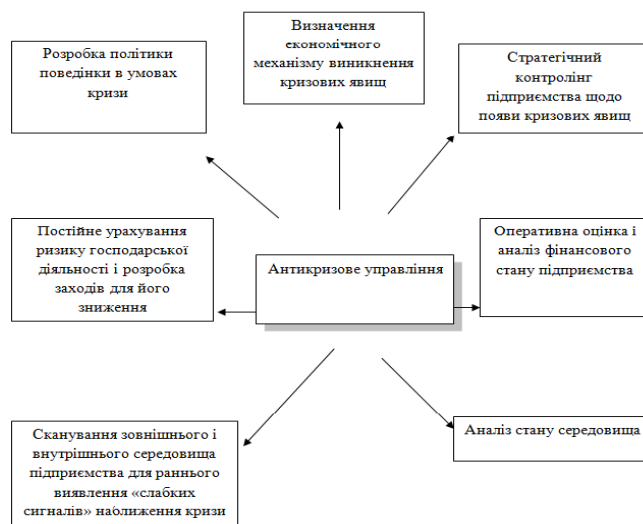 Розробка політики
поведінки в умовах
кризи
Визначення
економічного
механізму виникнення
кризових явищ
Стратегічний
контролінг
підприємства щодо
появи кризових явищ
Постійне урахування
ризику господарської
діяльності і розробка
заходів для його
зниження
Антикризове управління
Оперативна оцінка і
аналіз фінансового
стану підприємства
Сканування зовнішнього і
внутрішнього середовища
підприємства для раннього
виявлення «слабких
сигналів» наближення кризи
Аналіз стану середовища